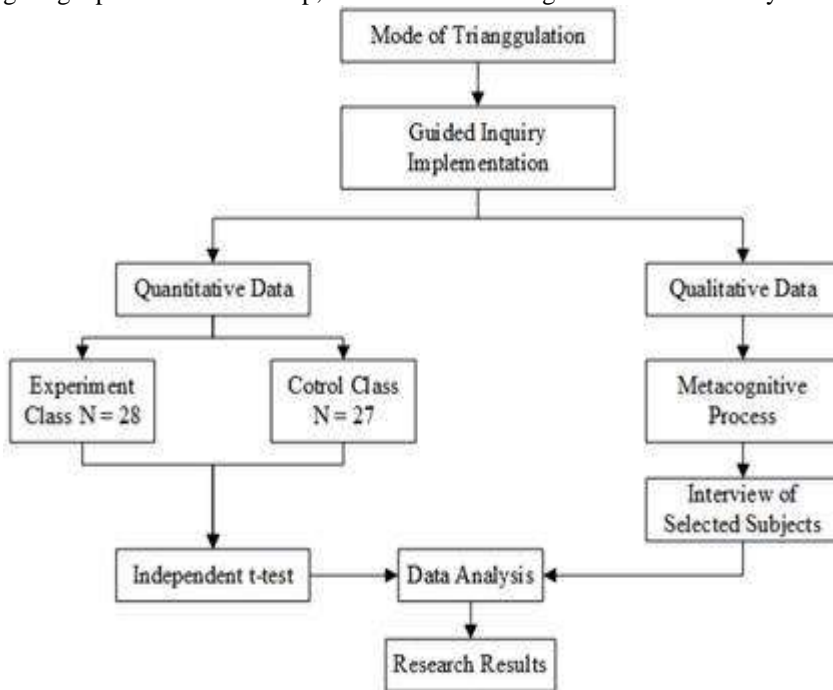 Mode of Trianggulation
Guided Inquiry
Implementation
Quantitative Data
Qualitative Data
Experiment
Class N = 28
Cotrol Class
N = 27
Metacognitive
Process
Interview of
Selected Subjects
Independent t-test
Data Analysis
Research Results